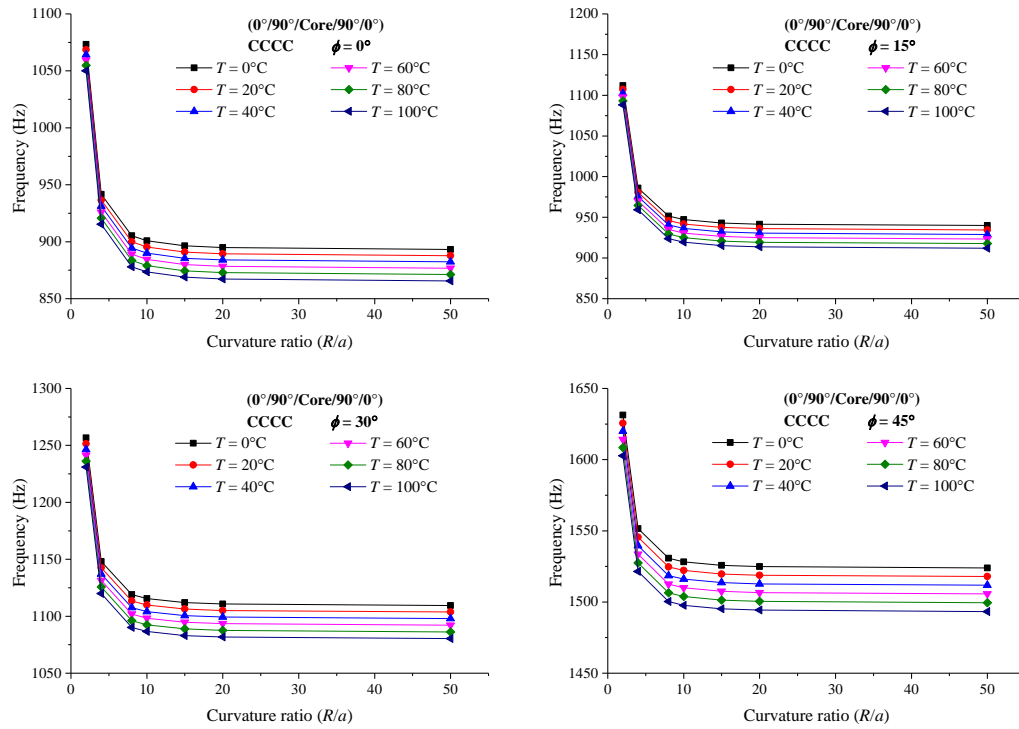 (0°/90°/Core/90°/0°)
CCCC ϕ = 0°
T = 0°C T = 60°C
T = 20°C T = 80°C
T = 40°C T = 100°C
1100
1050
1000
950
900
850
Frequency (Hz)
0 10 20 30 40 50
Curvature ratio (R/a)
(0°/90°/Core/90°/0°)
CCCC ϕ = 15°
T = 0°C T = 60°C
T = 20°C T = 80°C
T = 40°C T = 100°C
1200
1150
1100
1050
1000
950
900
850
Frequency (Hz)
0 10 20 30 40 50
Curvature ratio (R/a)
(0°/90°/Core/90°/0°)
CCCC ϕ = 30°
T = 0°C T = 60°C
T = 20°C T = 80°C
T = 40°C T = 100°C
1300
1250
1200
1150
1100
1050
Frequency (Hz)
0 10 20 30 40 50
Curvature ratio (R/a)
(0°/90°/Core/90°/0°)
CCCC ϕ = 45°
T = 0°C T = 60°C
T = 20°C T = 80°C
T = 40°C T = 100°C
1650
1600
1550
1500
1450
Frequency (Hz)
0 10 20 30 40 50
Curvature ratio (R/a)